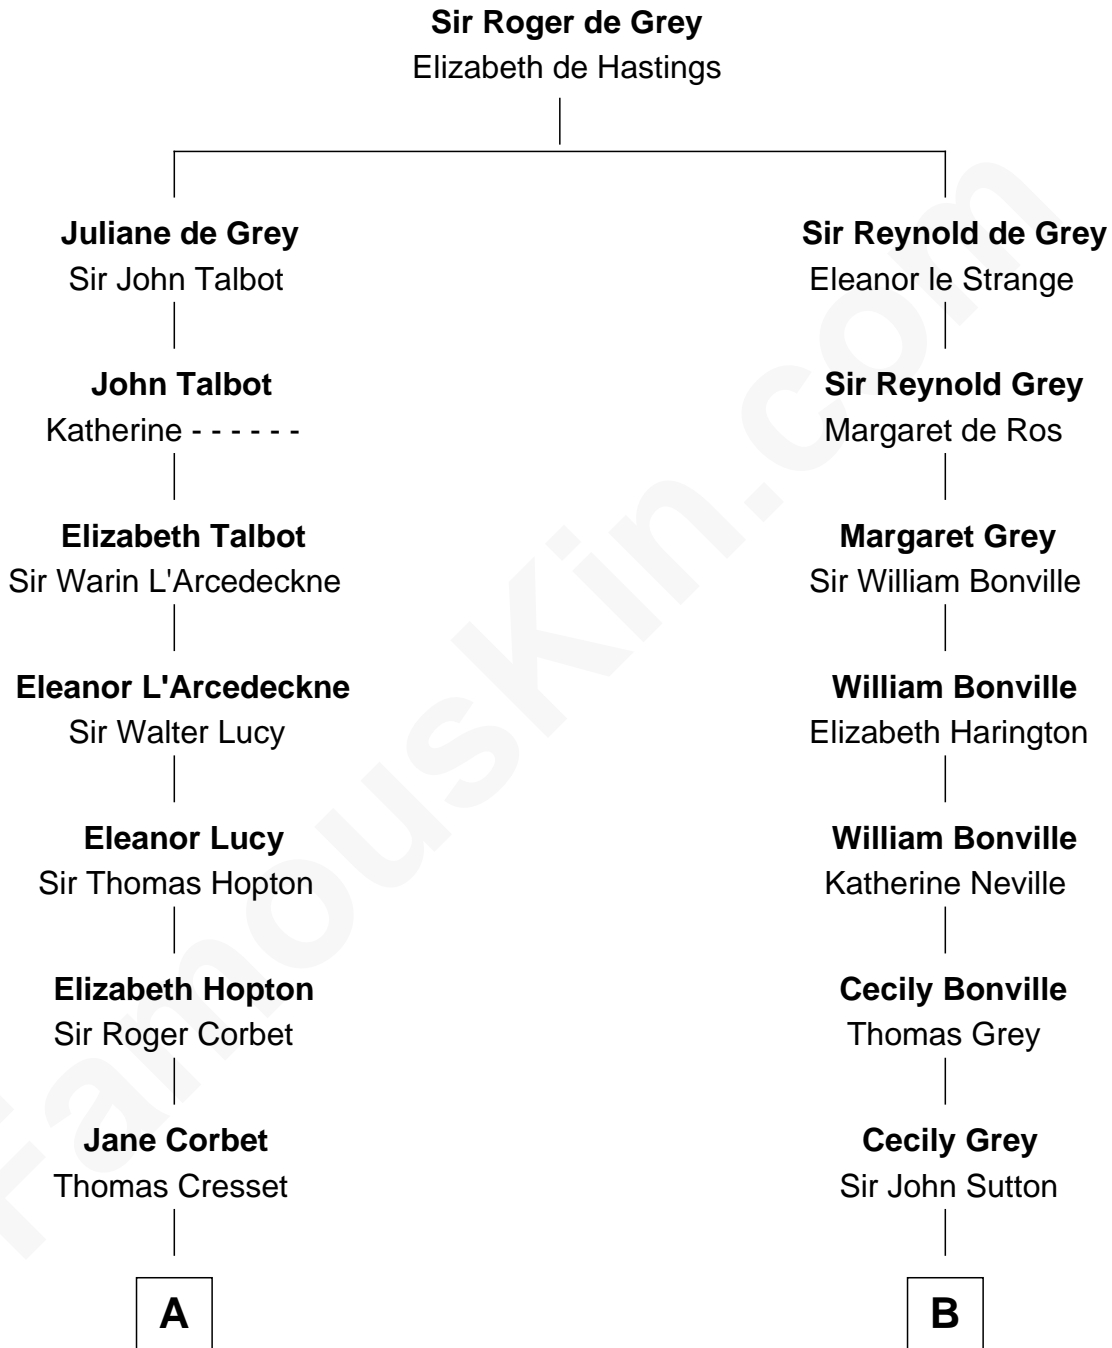 Sir Roger de Grey
Elizabeth de Hastings
Juliane de Grey
Sir John Talbot
Sir Reynold de Grey
Eleanor le Strange
John Talbot
Katherine - - - - - -
Sir Reynold Grey
Margaret de Ros
Elizabeth Talbot
Sir Warin L'Arcedeckne
Margaret Grey
Sir William Bonville
Eleanor L'Arcedeckne
Sir Walter Lucy
William Bonville
Elizabeth Harington
Eleanor Lucy
Sir Thomas Hopton
William Bonville
Katherine Neville
Elizabeth Hopton
Sir Roger Corbet
Cecily Bonville
Thomas Grey
Jane Corbet
Thomas Cresset
Cecily Grey
Sir John Sutton
A
B
FamousKin.com